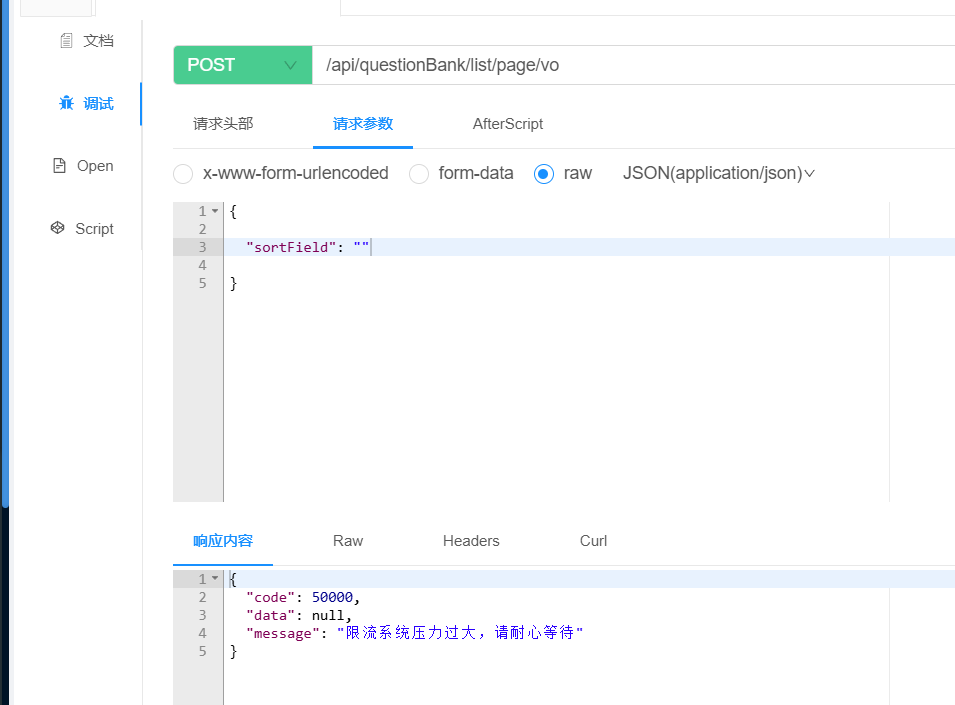 文档
调试
Open
Script
POST /api/questionBank/list/page/vo
请求头部 请求参数 AfterScript
x-www-form-urlencoded form-data raw JSON(application/json)
1 {
2
3 "sortField": ""
4
5 }
响应内容 Raw Headers Curl
1 {
2 "code": 50000,
3 "data": null,
4 "message": "限流系统压力过大，请耐心等待"
5 }